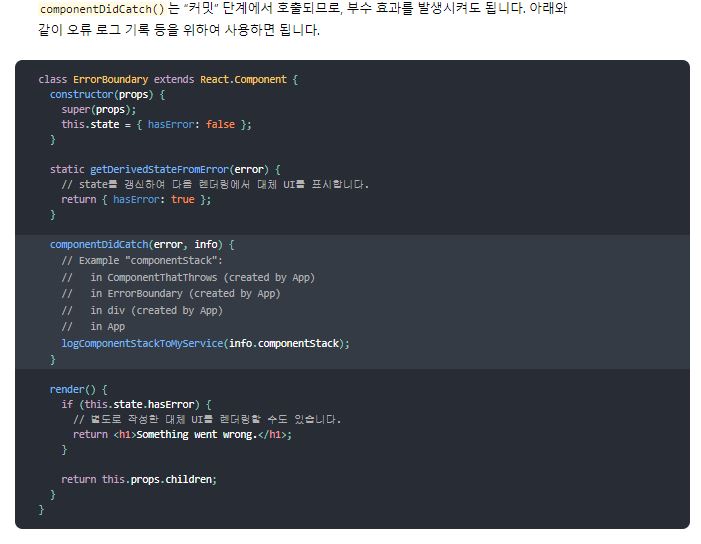 componentDidCatch()는 “커밋” 단계에서 호출되므로, 부수 효과를 발생시켜도 됩니다. 아래와
같이 오류 로그 기록 등을 위하여 사용하면 됩니다.
class ErrorBoundary extends React.Component {
  constructor(props) {
    super(props);
    this.state = { hasError: false };
  }
  static getDerivedStateFromError(error) {
    // state를 갱신하여 다음 렌더링에서 대체 UI를 표시합니다.
    return { hasError: true };
  }
  componentDidCatch(error, info) {
    // Example "componentStack":
    //   in ComponentThatThrows (created by App)
    //   in ErrorBoundary (created by App)
    //   in div (created by App)
    //   in App
    logComponentStackToMyService(info.componentStack);
  }
  render() {
    if (this.state.hasError) {
      // 별도로 작성한 대체 UI를 렌더링할 수도 있습니다.
      return <h1>Something went wrong.</h1>;
    }
    return this.props.children;
  }
}